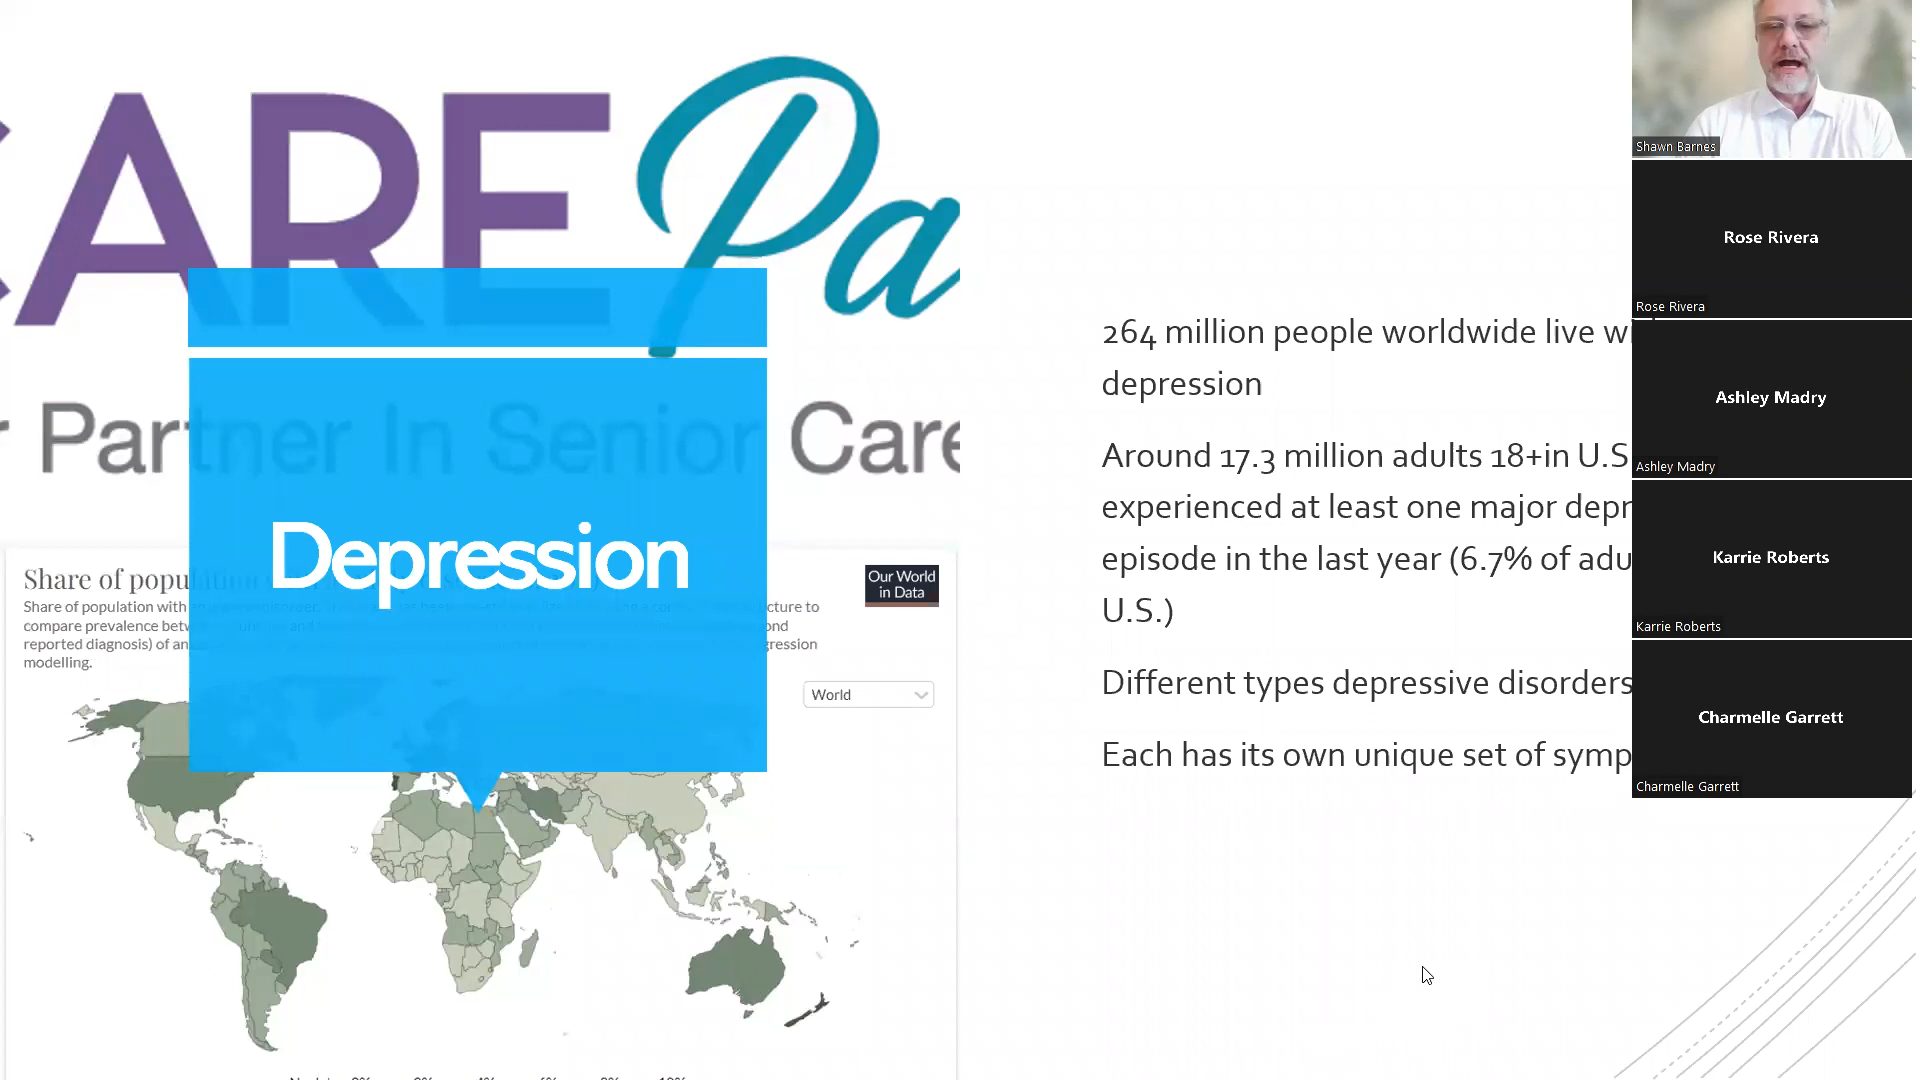 CARE Pa
r Partner In Senior Care
Depression
Share of popul
Our World
in Data
Share of population with
cture to
compare prevalence betw
ond
reported diagnosis) of an
gression
modelling.
World
264 million people worldwide live wi
depression
Around 17.3 million adults 18+in U.S
experienced at least one major depr
episode in the last year (6.7% of adu
U.S.)
Different types depressive disorders
Each has its own unique set of symp
Shawn Barnes
Rose Rivera
Rose Rivera
Ashley Madry
Ashley Madry
Karrie Roberts
Karrie Roberts
Charmelle Garrett
Charmelle Garrett